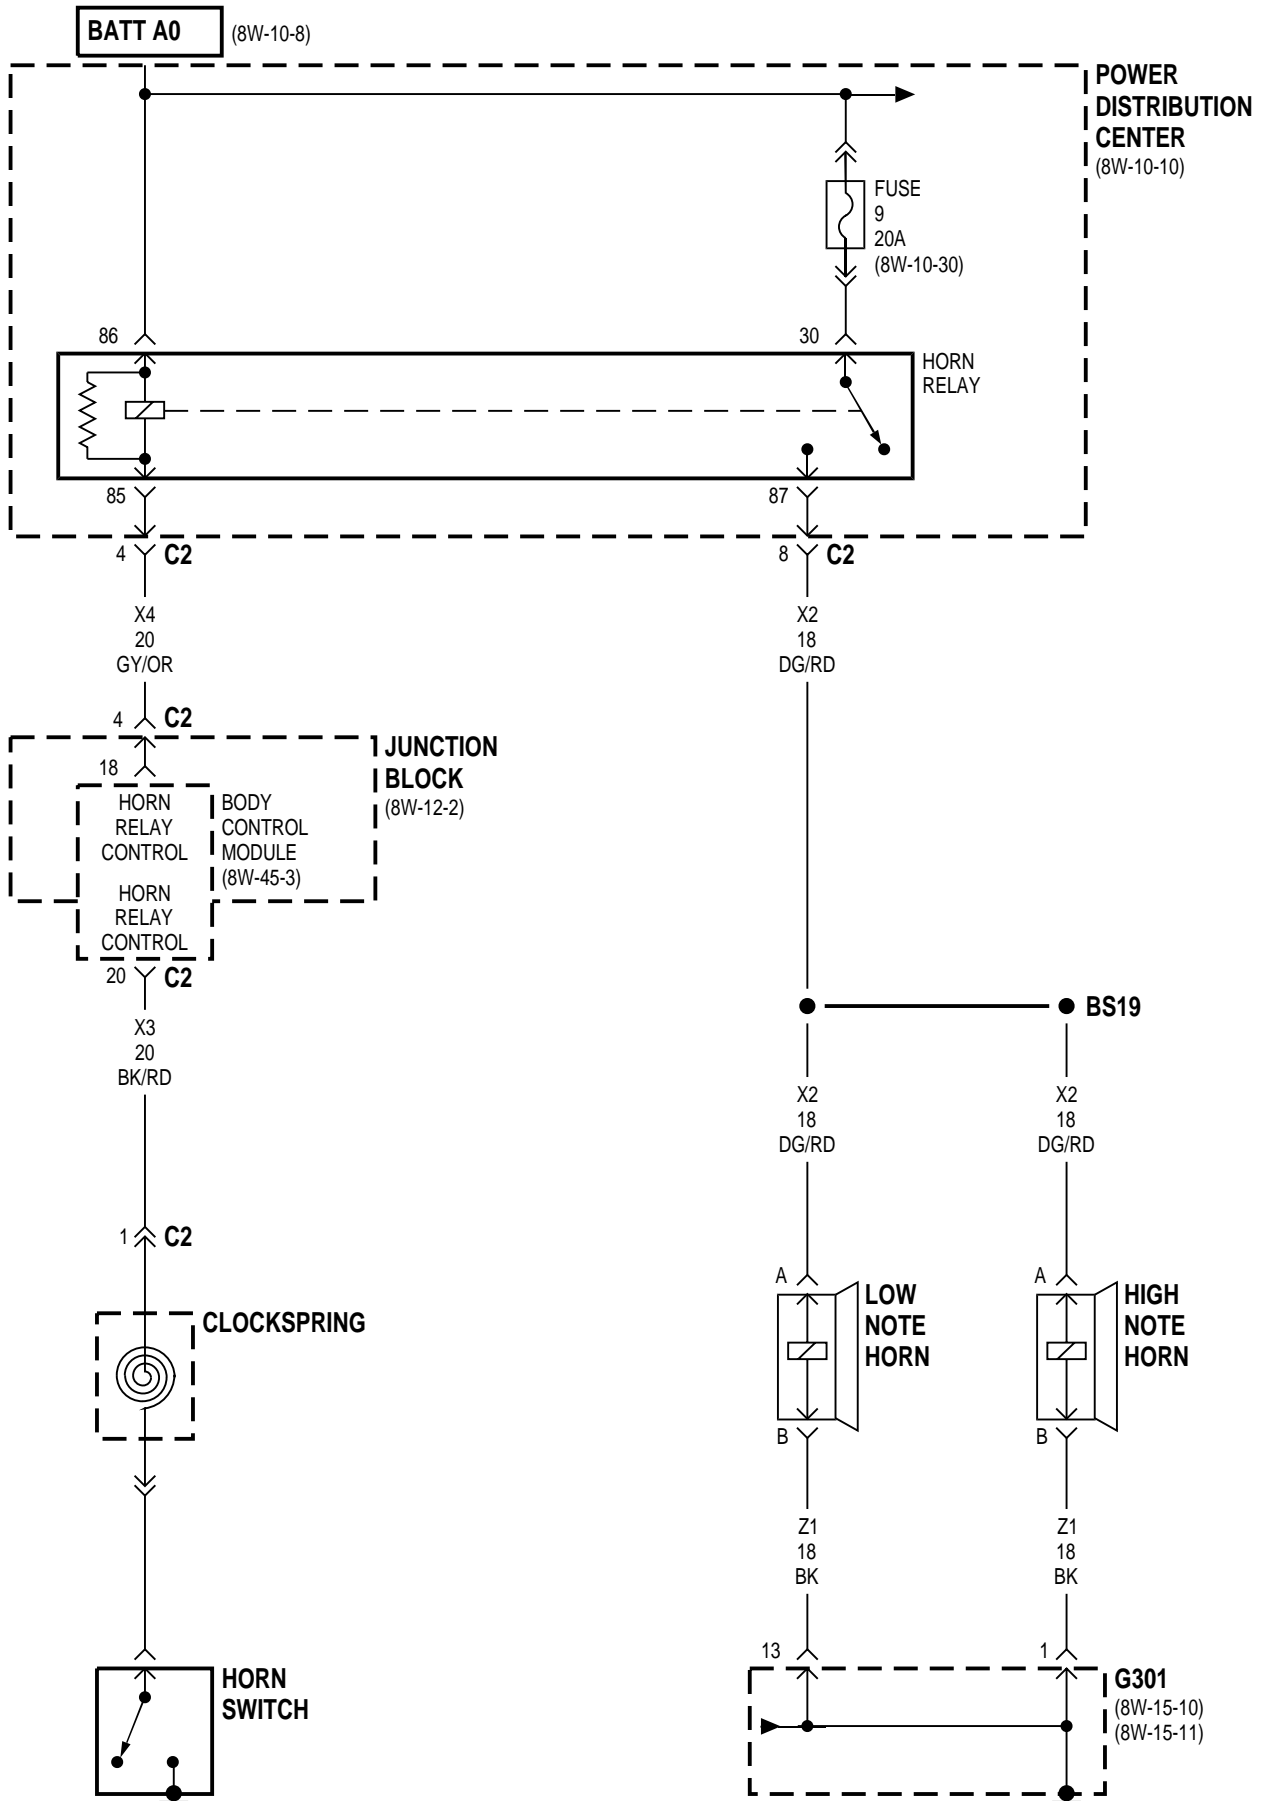 BATT A0 (8W-10-8)
POWER
DISTRIBUTION
CENTER
(8W-10-10)
FUSE
9
20A
(8W-10-30)
86
30
HORN
RELAY
85
87
4 C2
8 C2
X4
20
GY/OR
X2
18
DG/RD
4 C2
JUNCTION
BLOCK
(8W-12-2)
18
HORN
RELAY
CONTROL
BODY
CONTROL
MODULE
(8W-45-3)
HORN
RELAY
CONTROL
20 C2
X3
20
BK/RD
BS19
X2
18
DG/RD
X2
18
DG/RD
1 C2
CLOCKSPRING
A
LOW
NOTE
HORN
B
A
HIGH
NOTE
HORN
B
Z1
18
BK
Z1
18
BK
13
1
HORN
SWITCH
G301
(8W-15-10)
(8W-15-11)